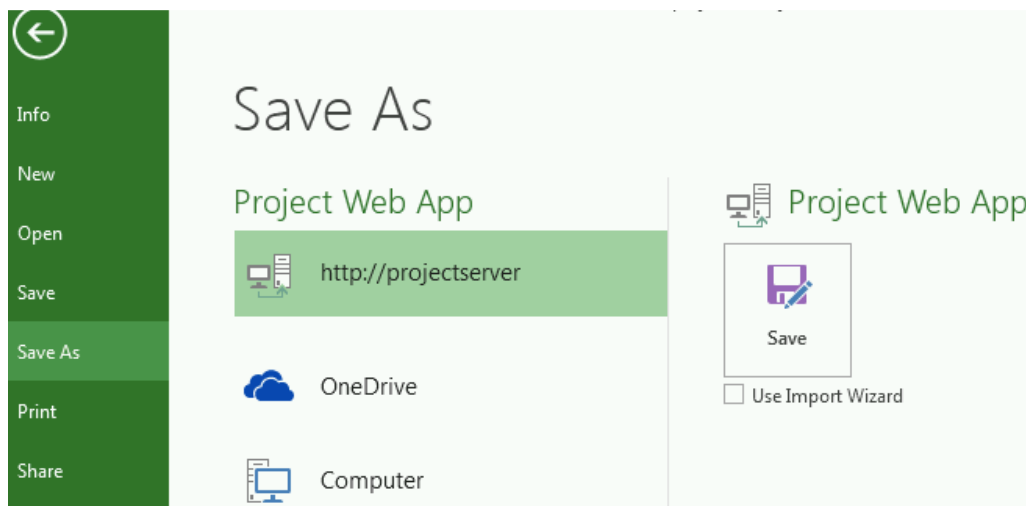 Info
New
Open
Save
Save As
Print
Share
Save As
Project Web App
http://projectserver
OneDrive
Computer
Project Web App
Save
Use Import Wizard